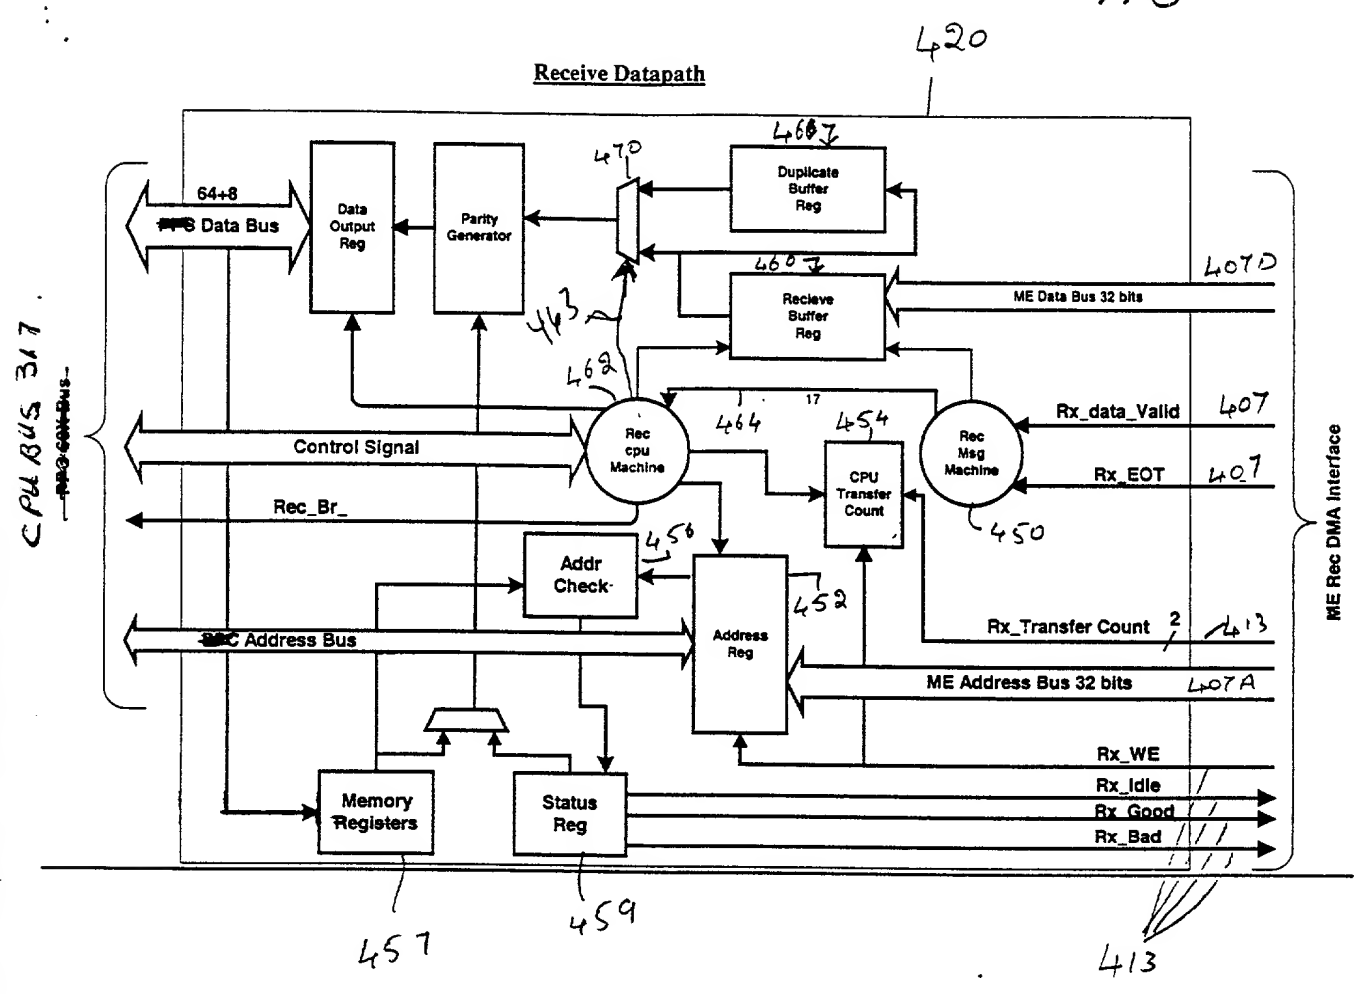 420
Receive Datapath
470
Duplicate
Buffer
Reg
64+8
Data Bus
Data
Output
Reg
Parity
Generator
460
407D
ME Data Bus 32 bits
Recieve
Buffer
Reg
443
CPU BUS 317
462
464
17
454
Rx_data_Valid
407
Control Signal
Rec
cpu
Machine
CPU
Transfer
Count
Rec
Msg
Machine
Rx_EOT
407
Rec_Br_
450
ME Rec DMA Interface
Addr
Check
456
452
Address Bus
Address
Reg
Rx_Transfer Count
2
413
ME Address Bus 32 bits
407A
Rx_WE
Memory
Registers
Status
Reg
Rx_Idle
Rx_Good
Rx_Bad
457
459
413